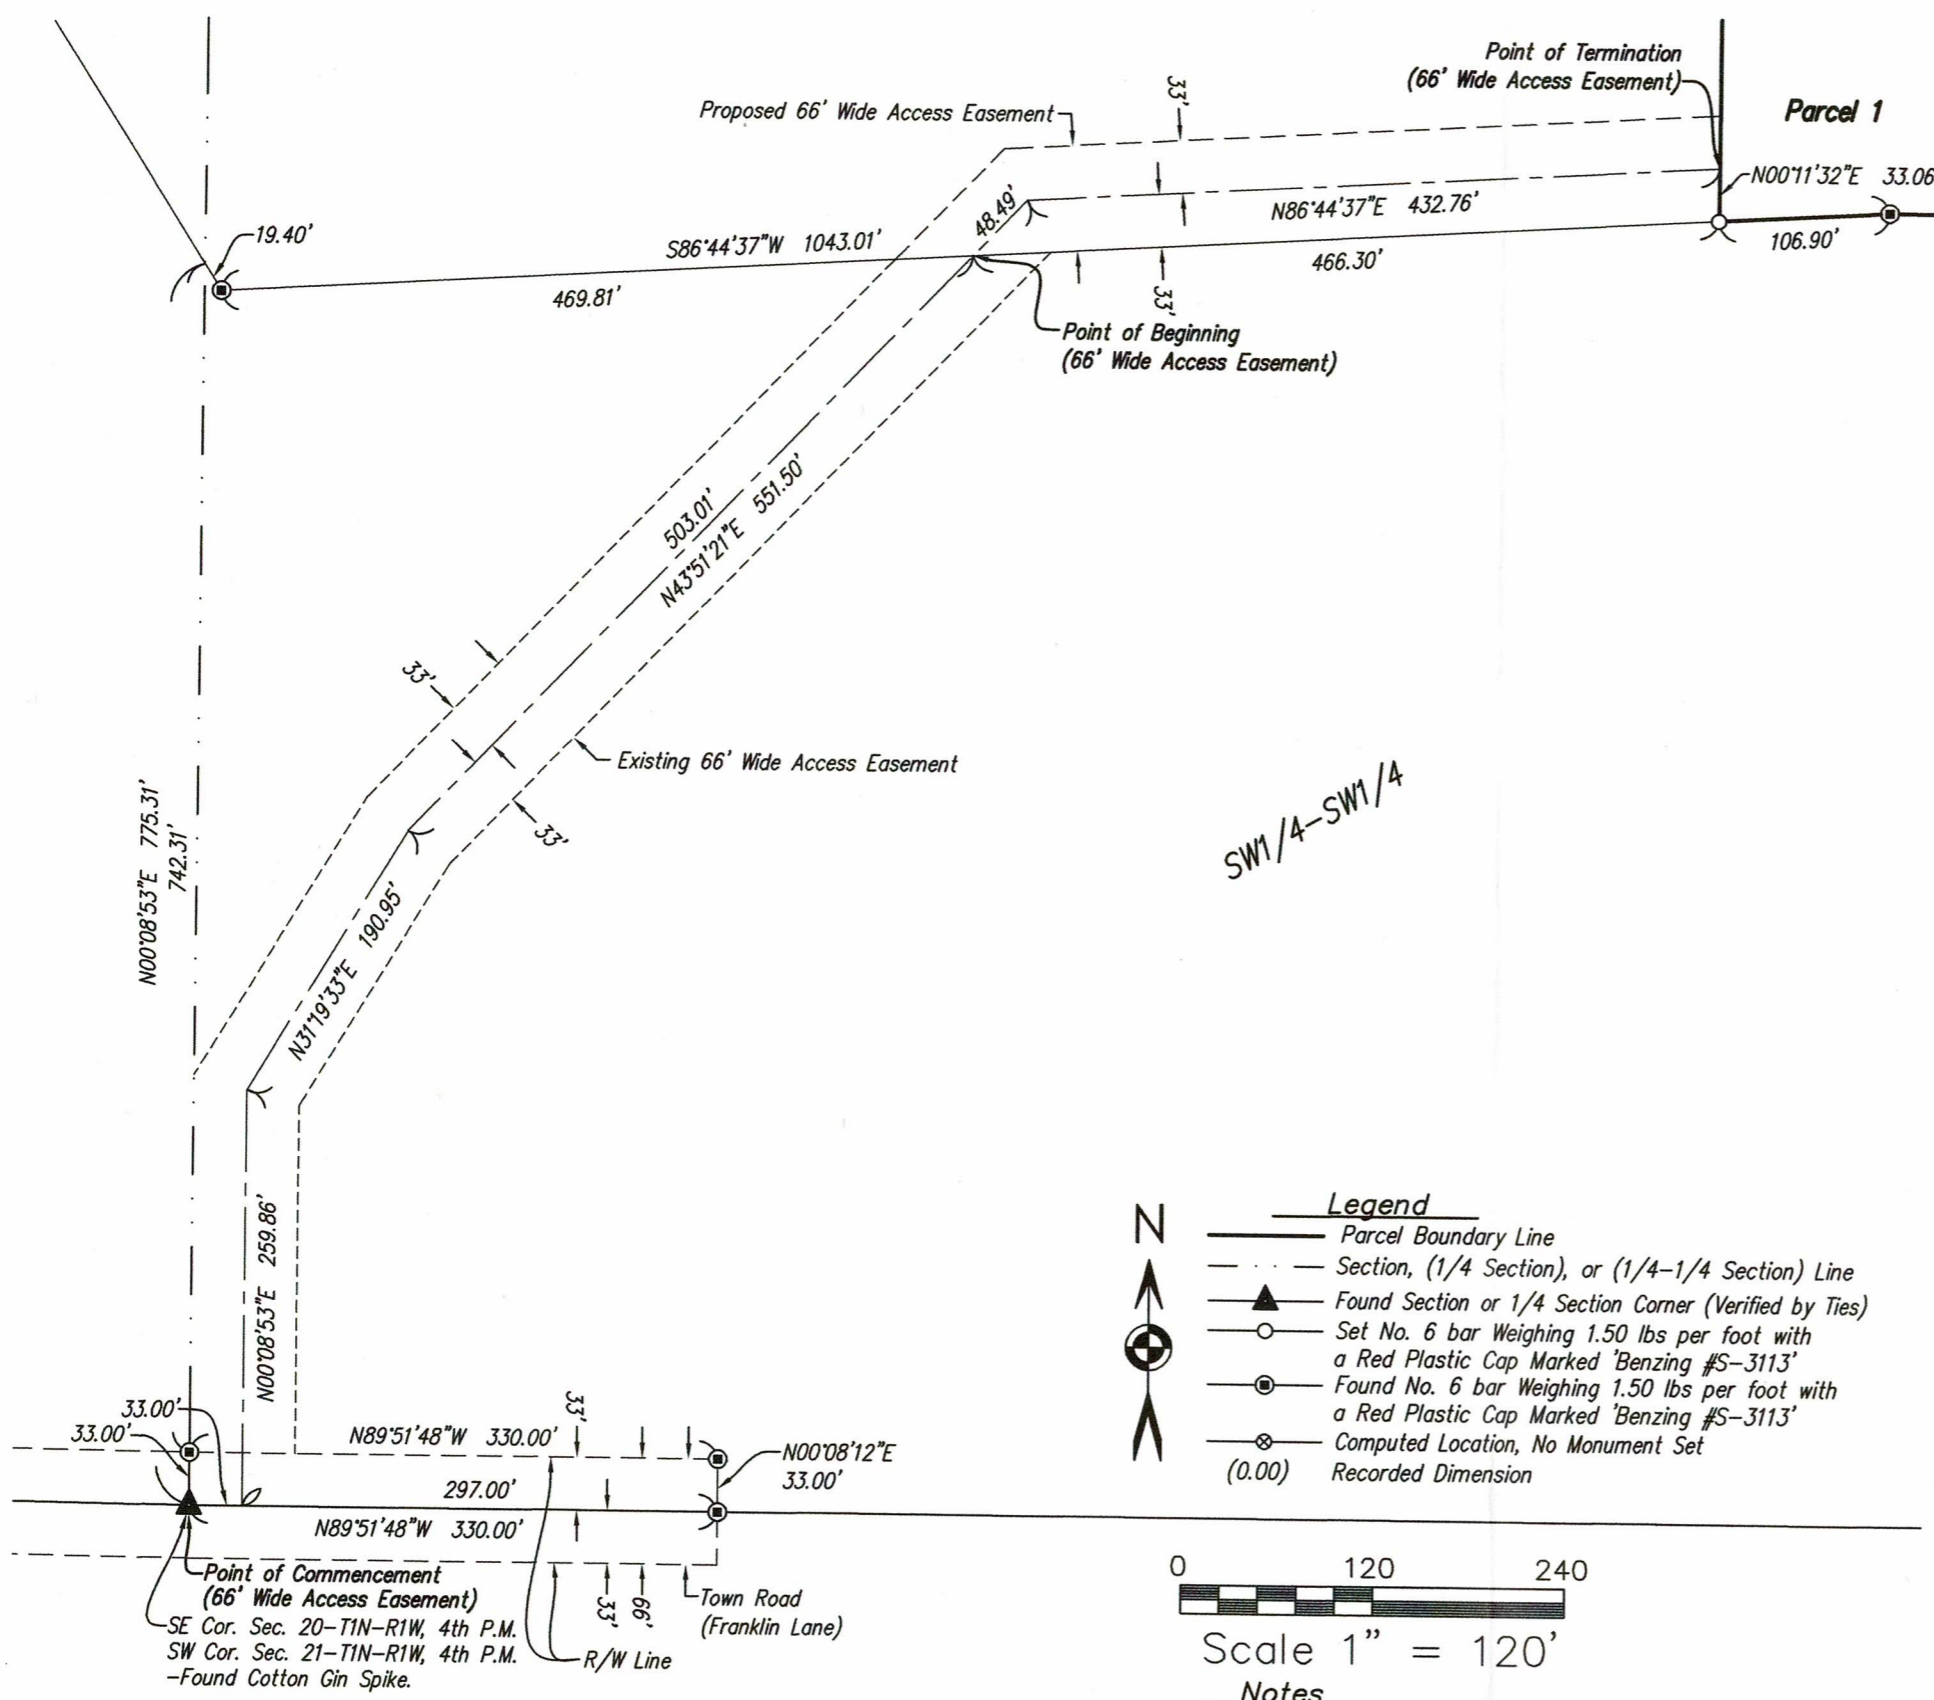 Point of Termination
(66' Wide Access Easement)
Parcel 1
Proposed 66' Wide Access Easement
33'
N00°11'32"E 33.06
N86°44'37"E 432.76'
48.49'
19.40'
S86°44'37"W 1043.01'
106.90'
466.30'
469.81'
33'
Point of Beginning
(66' Wide Access Easement)
503.01'
N43°51'21"E 551.50'
33'
Existing 66' Wide Access Easement
33'
SW1/4-SW1/4
N00°08'53"E 775.31'
742.31'
N31°19'33"E 190.95'
N00°08'53"E 259.86'
Legend
N
Parcel Boundary Line
Section, (1/4 Section), or (1/4-1/4 Section) Line
Found Section or 1/4 Section Corner (Verified by Ties)
Set No. 6 bar Weighing 1.50 lbs per foot with
a Red Plastic Cap Marked 'Benzing #S-3113'
Found No. 6 bar Weighing 1.50 lbs per foot with
a Red Plastic Cap Marked 'Benzing #S-3113'
Computed Location, No Monument Set
(0.00) Recorded Dimension
33.00'
33.00'
N89°51'48"W 330.00'
33'
N00°08'12"E
33.00'
297.00'
N89°51'48"W 330.00'
Point of Commencement
(66' Wide Access Easement)
SE Cor. Sec. 20-T1N-R1W, 4th P.M.
SW Cor. Sec. 21-T1N-R1W, 4th P.M.
-Found Cotton Gin Spike.
33'
66'
Town Road
(Franklin Lane)
R/W Line
0 120 240
Scale 1" = 120'
Notes